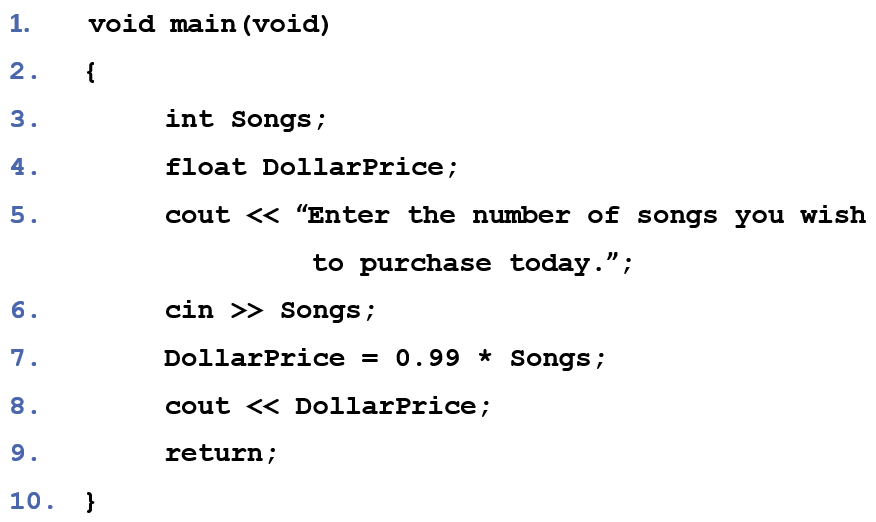 1. void main(void)
2. {
3. int Songs;
4. float DollarPrice;
5. cout << “Enter the number of songs you wish
to purchase today.”;
6. cin >> Songs;
7. DollarPrice = 0.99 * Songs;
8. cout << DollarPrice;
9. return;
10. }